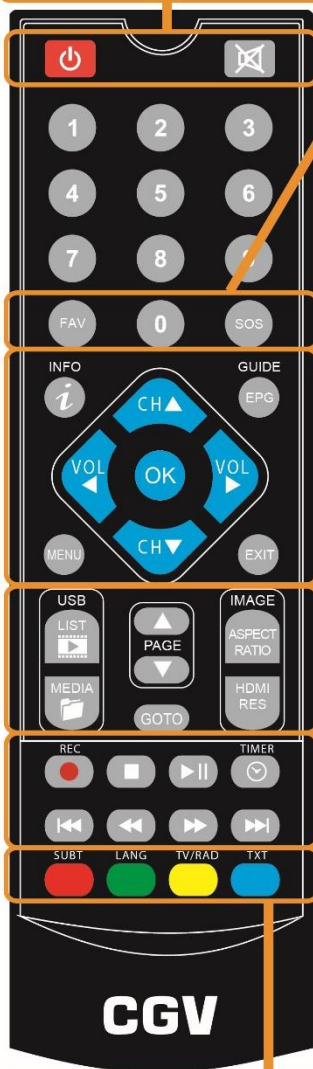 1 2 3
4 5 6
7 8 9
FAV 0 SOS
INFO GUIDE
i EPG
CH
VOL OK VOL
CH
MENU EXIT
USB IMAGE
LIST ASPECT
PAGE RATIO
MEDIA HDMI
RES
GOTO
REC TIMER
SUBT LANG TV/RAD TXT
CGV